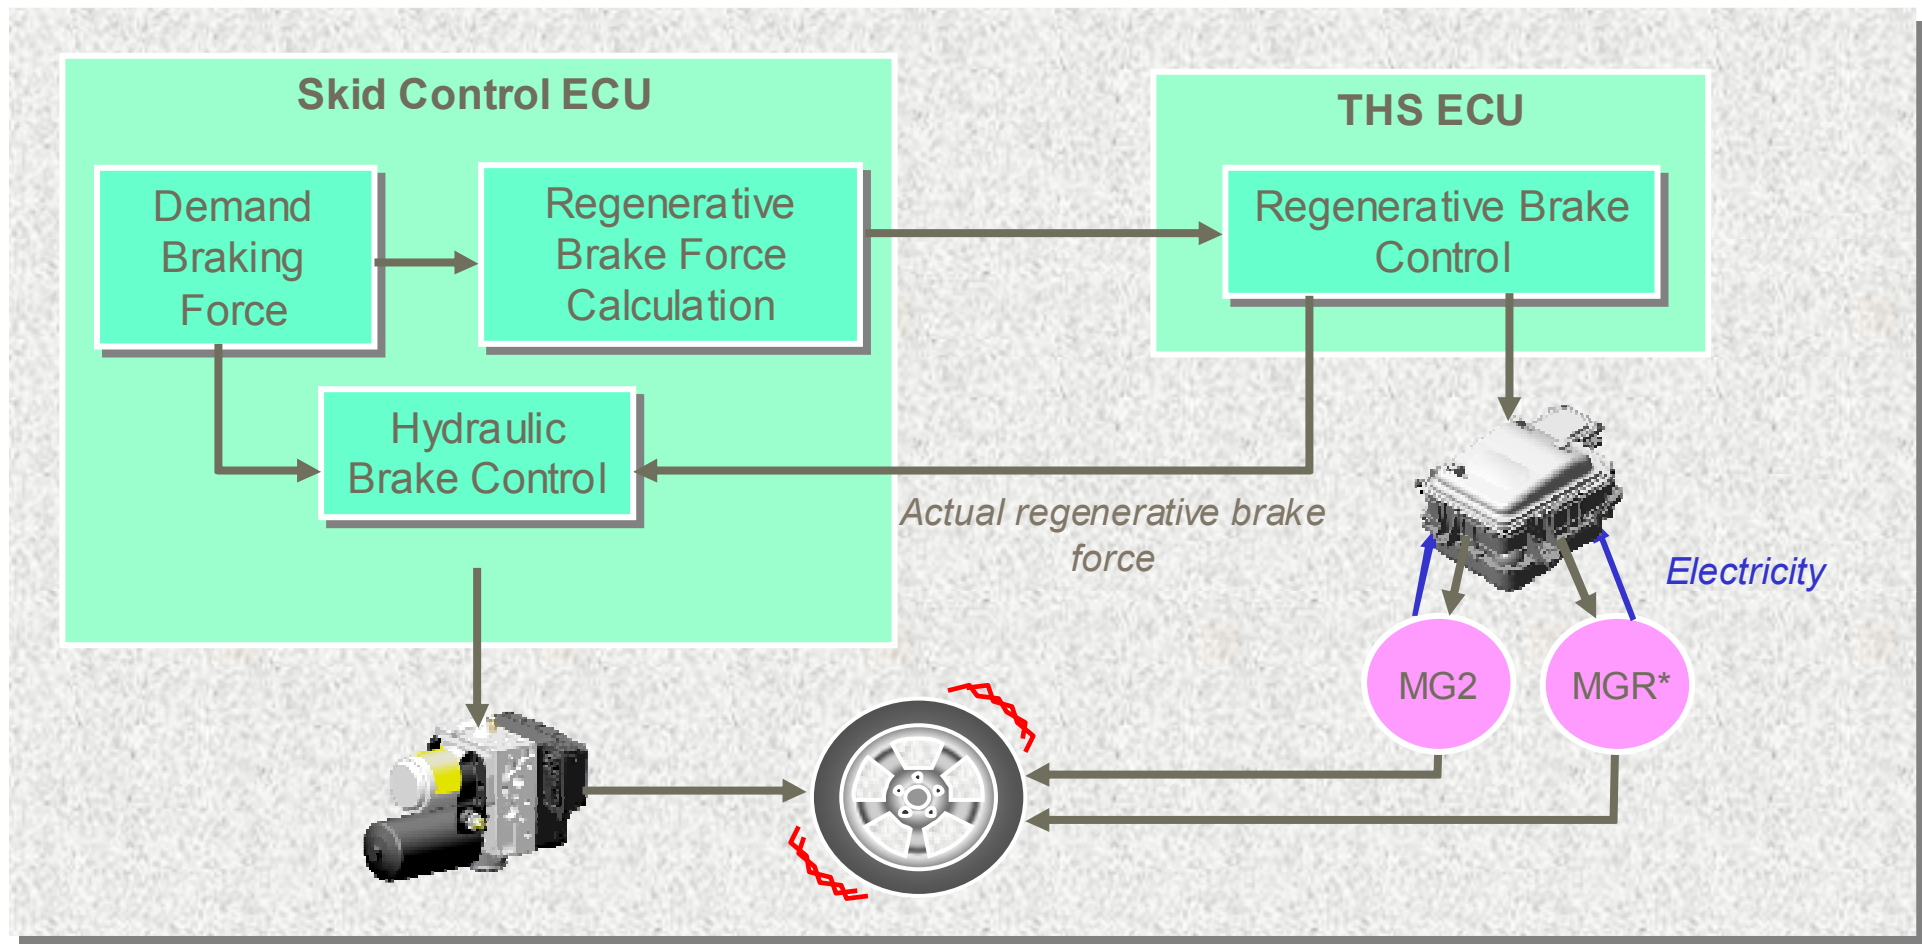 Skid Control ECU
THS ECU
Demand
Braking
Force
Regenerative
Brake Force
Calculation
Regenerative Brake
Control
Hydraulic
Brake Control
Actual regenerative brake
force
Electricity
MG2
MGR*